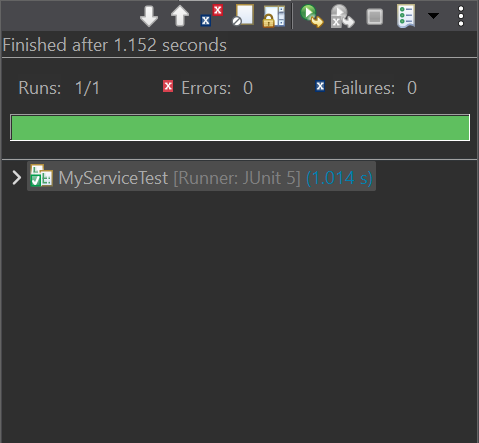 Finished after 1.152 seconds
Runs: 1/1 Errors: 0 Failures: 0
MyServiceTest [Runner: JUnit 5] (1.014 s)